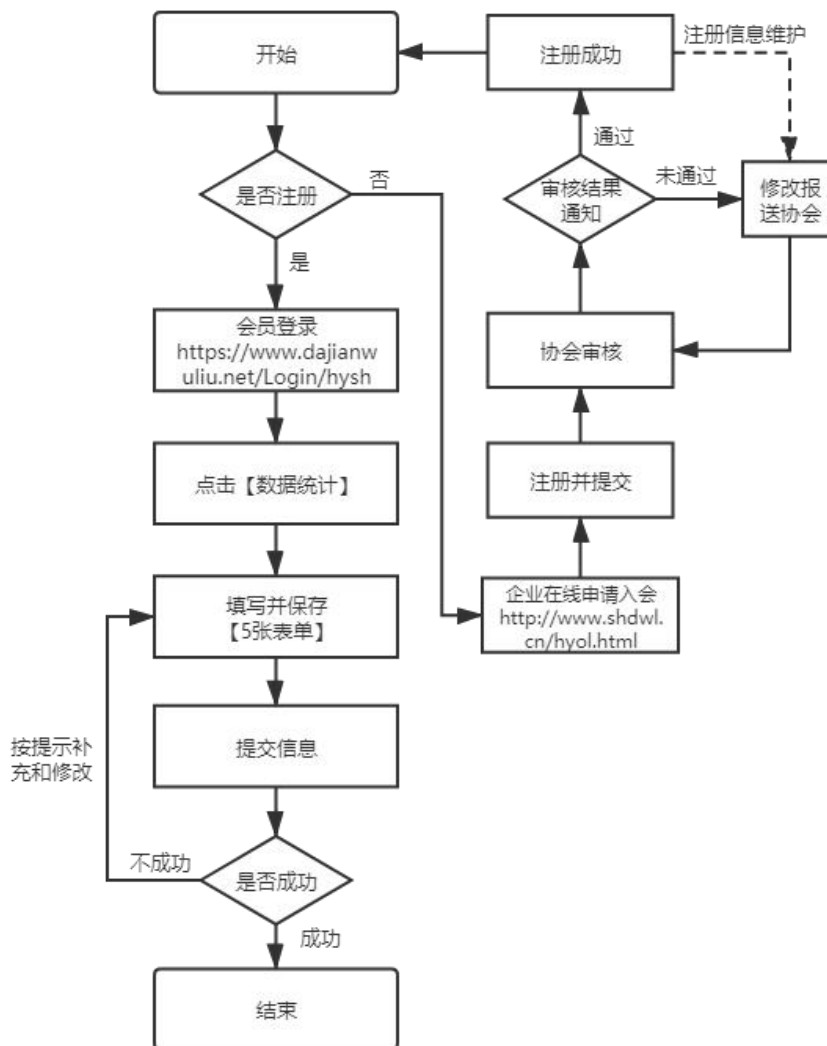 开始
是否注册
否
是
会员登录
https://www.dajianw
uliu.net/Login/hysh
点击【数据统计】
填写并保存
【5张表单】
提交信息
按提示补
充和修改
不成功
是否成功
成功
结束
注册成功
注册信息维护
通过
审核结果
通知
未通过
修改报
送协会
协会审核
注册并提交
企业在线申请入会
http://www.shdwl.
cn/hyol.html